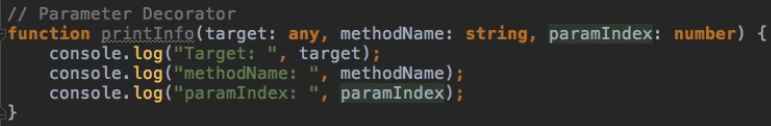 // Parameter Decorator
function printInfo(target: any, methodName: string, paramIndex: number) {
console.log("Target: ", target);
console.log("methodName: ", methodName);
console.log("paramIndex: ", paramIndex);
}